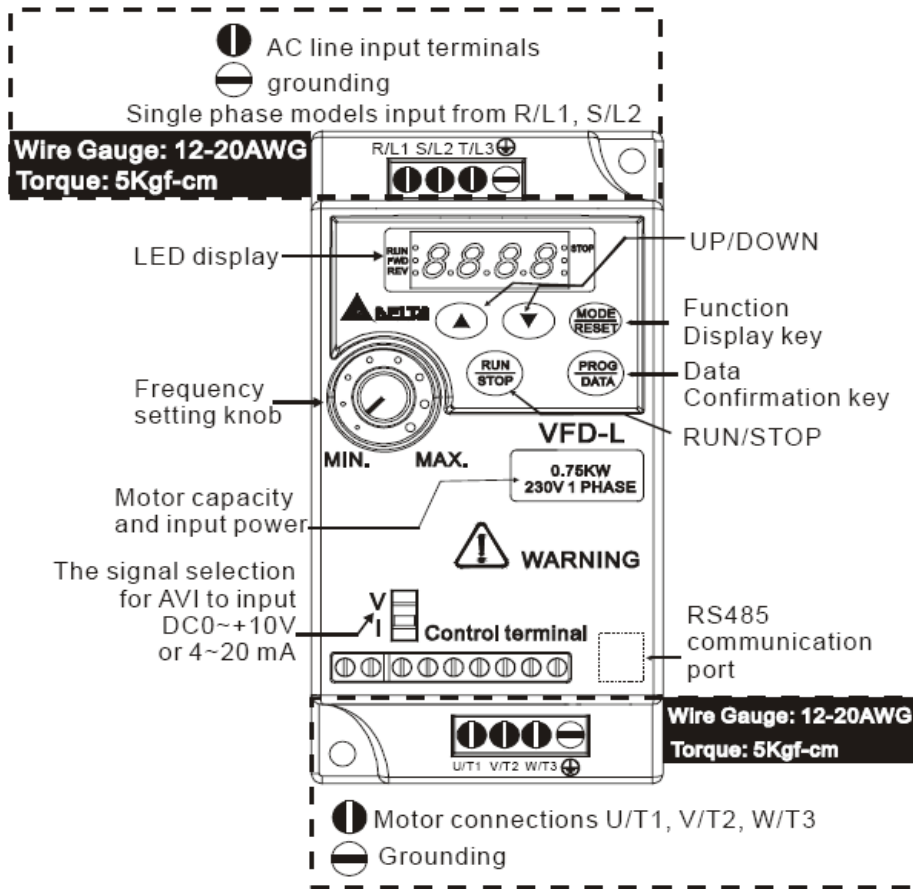 AC line input terminals
grounding
Single phase models input from R/L1, S/L2
Wire Gauge: 12-20AWG
Torque: 5Kgf-cm
R/L1 S/L2 T/L3
LED display
RUN
FWD
REV
8.8.8.8
STOP
UP/DOWN
DELTA
MODE
RESET
Function
Display key
RUN
STOP
PROG
DATA
Data
Confirmation key
Frequency
setting knob
RUN/STOP
VFD-L
MIN.
MAX.
0.75KW
230V 1 PHASE
Motor capacity
and input power
WARNING
The signal selection
for AVI to input
DC0~+10V
or 4~20 mA
V
I
Control terminal
RS485
communication
port
Wire Gauge: 12-20AWG
Torque: 5Kgf-cm
U/T1 V/T2 W/T3
Motor connections U/T1, V/T2, W/T3
Grounding